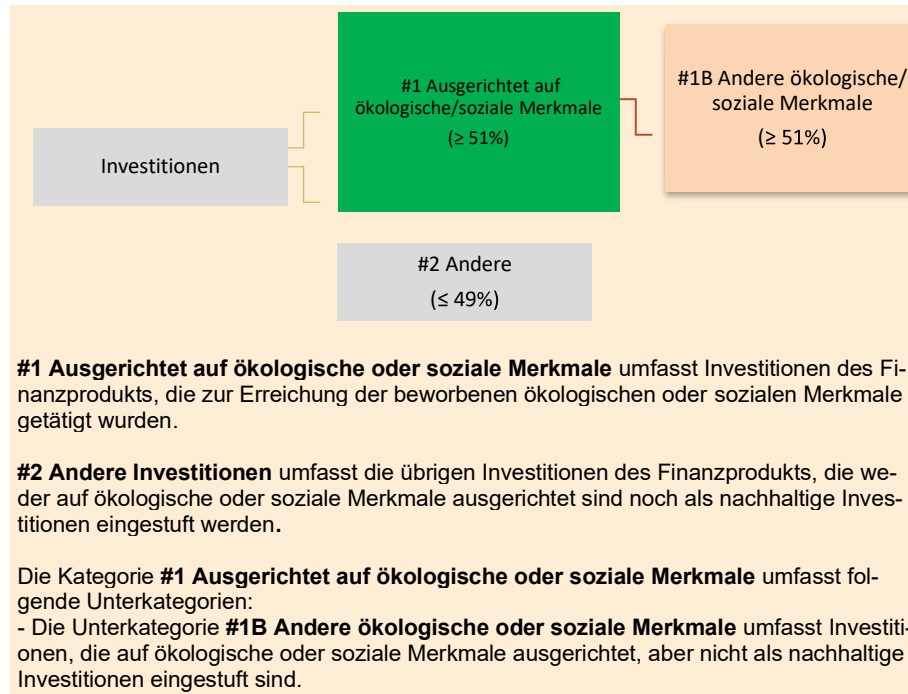 #1 Ausgerichtet auf
ökologische/soziale Merkmale
(≥ 51%)
#1B Andere ökologische/
soziale Merkmale
(≥ 51%)
Investitionen
#2 Andere
(≤ 49%)
#1 Ausgerichtet auf ökologische oder soziale Merkmale umfasst Investitionen des Fi-
nanzprodukts, die zur Erreichung der beworbenen ökologischen oder sozialen Merkmale
getätigt wurden.
#2 Andere Investitionen umfasst die übrigen Investitionen des Finanzprodukts, die we-
der auf ökologische oder soziale Merkmale ausgerichtet sind noch als nachhaltige Inves-
titionen eingestuft werden.
Die Kategorie #1 Ausgerichtet auf ökologische oder soziale Merkmale umfasst fol-
gende Unterkategorien:
- Die Unterkategorie #1B Andere ökologische oder soziale Merkmale umfasst Investiti-
onen, die auf ökologische oder soziale Merkmale ausgerichtet, aber nicht als nachhaltige
Investitionen eingestuft sind.